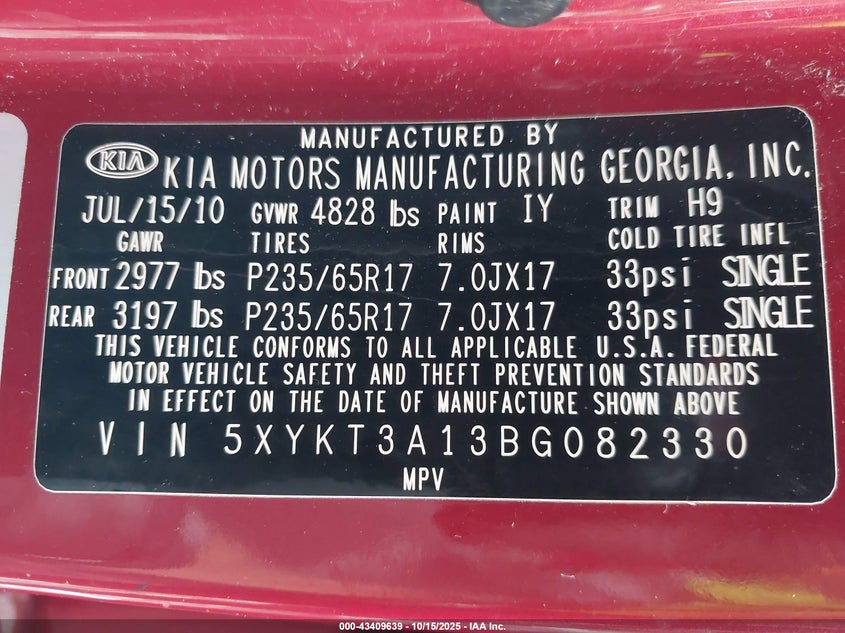 MANUFACTURED BY
KIA KIA MOTORS MANUFACTURING GEORGIA, INC.
JUL/15/10 GVWR 4828 lbs PAINT IY TRIM H9
GAWR TIRES RIMS COLD TIRE INFL
FRONT 2977 lbs P235/65R17 7.0JX17 33psi SINGLE
REAR 3197 lbs P235/65R17 7.0JX17 33psi SINGLE
THIS VEHICLE CONFORMS TO ALL APPLICABLE U.S.A. FEDERAL
MOTOR VEHICLE SAFETY AND THEFT PREVENTION STANDARDS
IN EFFECT ON THE DATE OF MANUFACTURE SHOWN ABOVE
VIN 5XYKT3A13BG082330
MPV
000-43409639 - 10/15/2025 - IAA Inc.